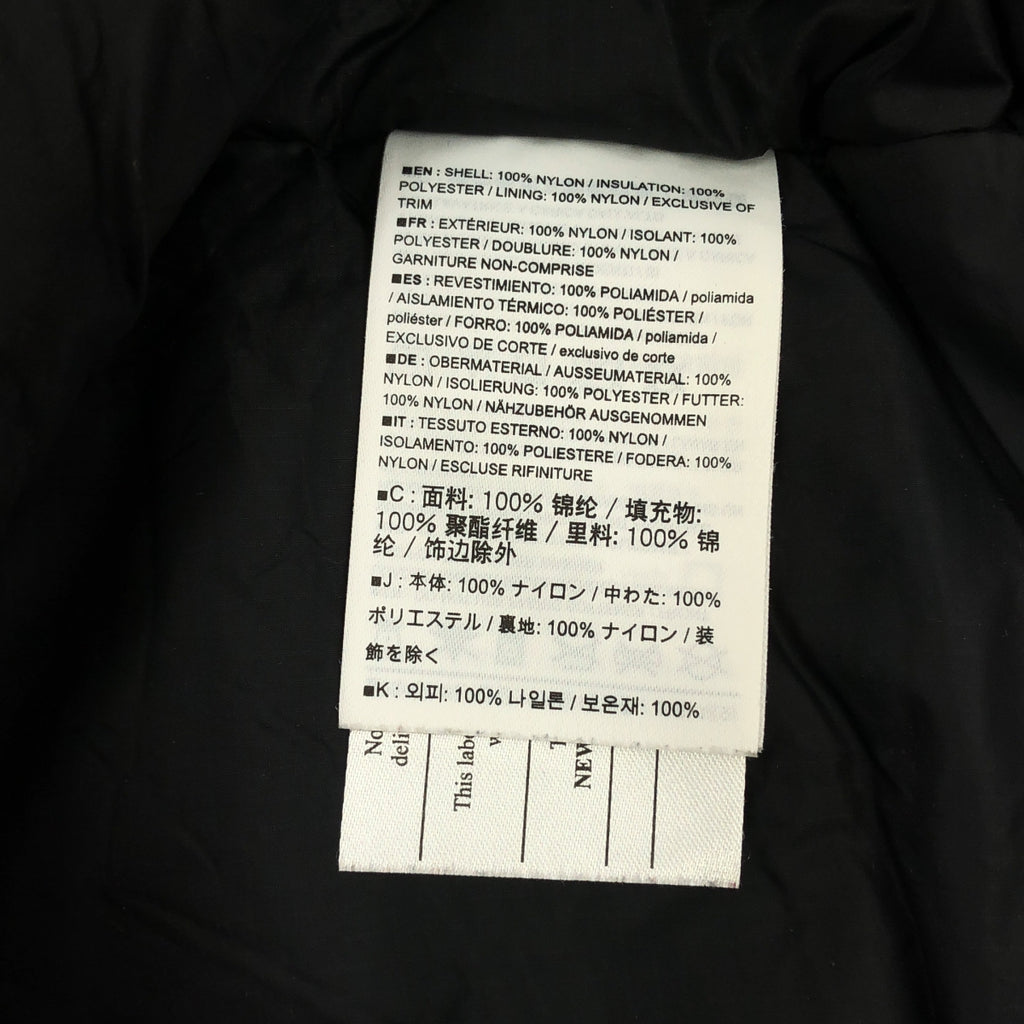 ■EN : SHELL: 100% NYLON / INSULATION: 100%
POLYESTER / LINING: 100% NYLON / EXCLUSIVE OF
TRIM
■FR : EXTÉRIEUR: 100% NYLON / ISOLANT: 100%
POLYESTER / DOUBLURE: 100% NYLON /
GARNITURE NON-COMPRISE
■ES : REVESTIMIENTO: 100% POLIAMIDA / poliamida
/ AISLAMIENTO TÉRMICO: 100% POLIÉSTER /
poliéster / FORRO: 100% POLIAMIDA / poliamida /
EXCLUSIVO DE CORTE / exclusivo de corte
■DE : OBERMATERIAL / AUSSEUMATERIAL: 100%
NYLON / ISOLIERUNG: 100% POLYESTER / FUTTER:
100% NYLON / NÄHZUBEHÖR AUSGENOMMEN
■IT : TESSUTO ESTERNO: 100% NYLON /
ISOLAMENTO: 100% POLIESTERE / FODERA: 100%
NYLON / ESCLUSE RIFINITURE
■C : 面料: 100% 锦纶 / 填充物:
100% 聚酯纤维 / 里料: 100% 锦
纶 / 饰边除外
■J : 本体: 100% ナイロン / 中わた: 100%
ポリエステル / 裏地: 100% ナイロン / 装
飾を除く
■K : 외피: 100% 나일론 / 보온재: 100%
No
deli
This labe
NEW